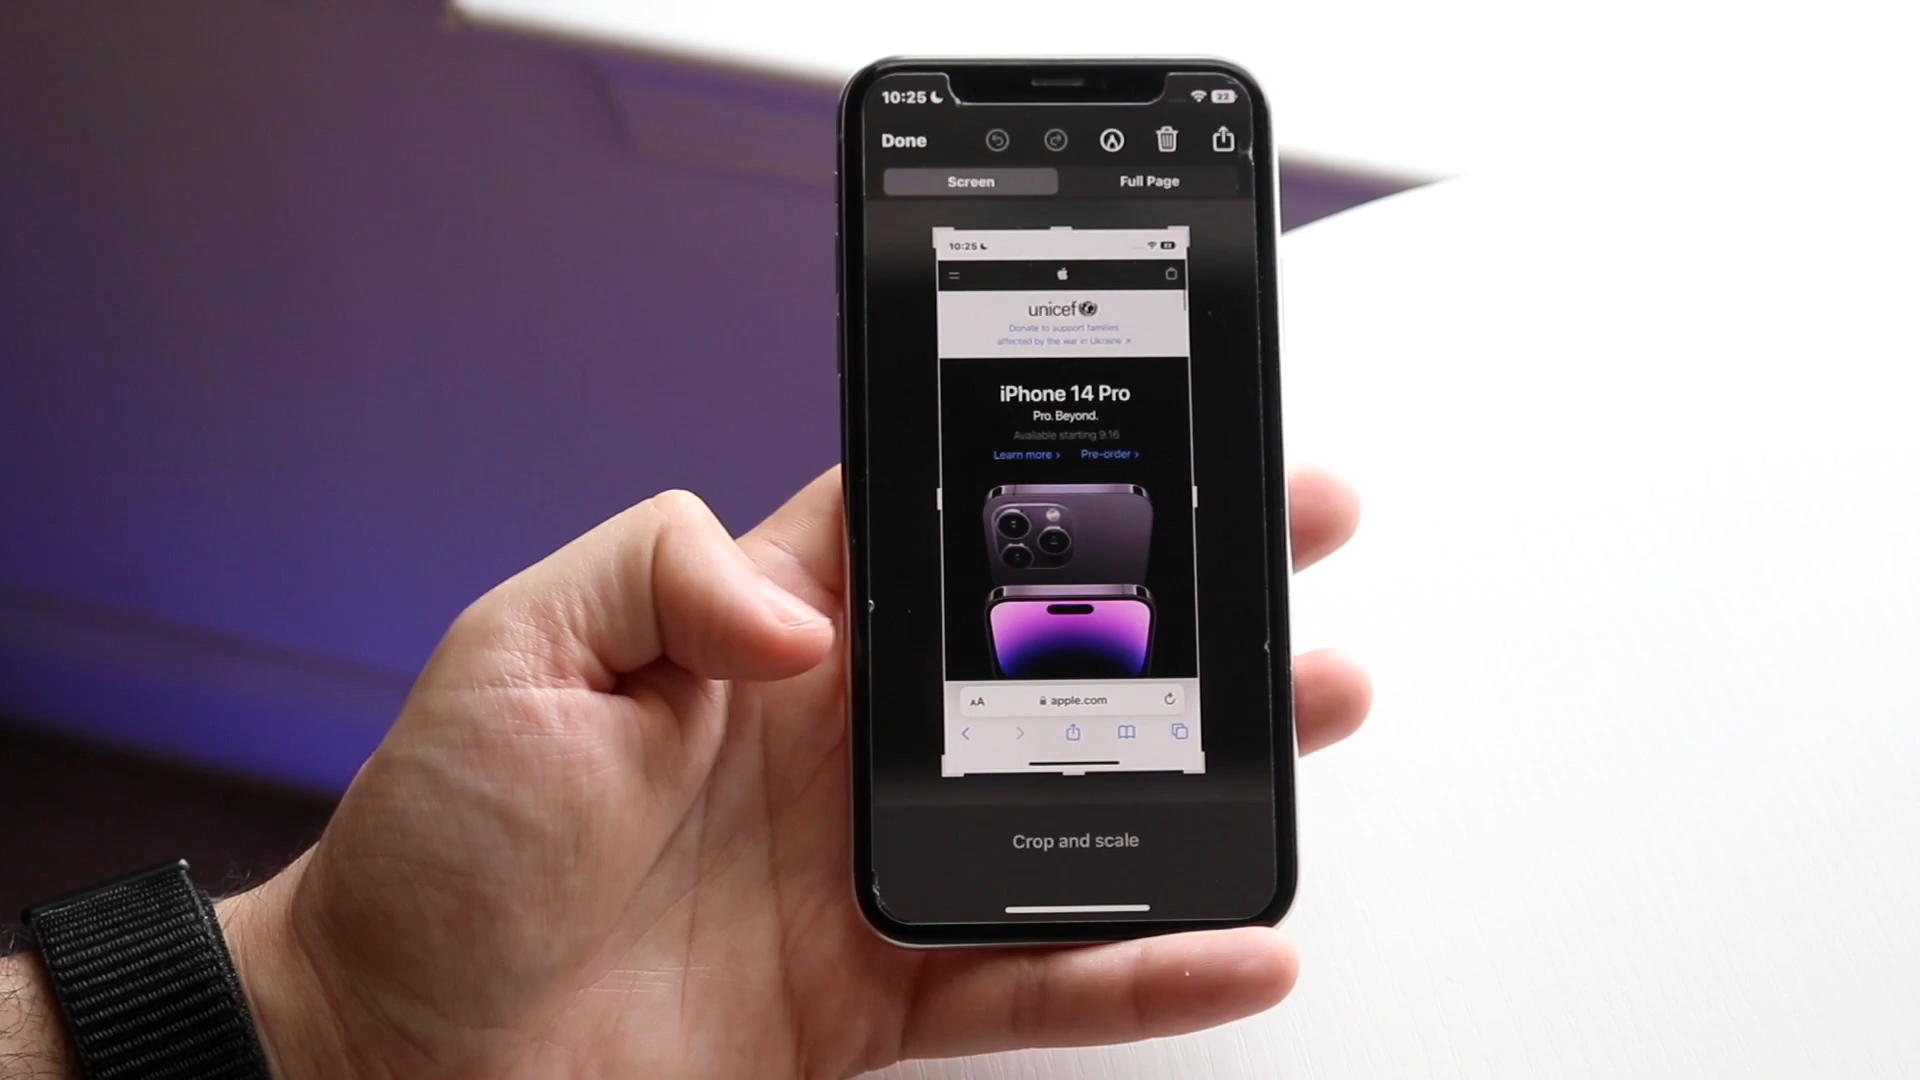 10:25 22
Done
Screen Full Page
10:25 22
unicef
Donate to support families
affected by the war in Ukraine ↗
iPhone 14 Pro
Pro. Beyond.
Available starting 9.16
Learn more > Pre-order >
AA apple.com
Crop and scale